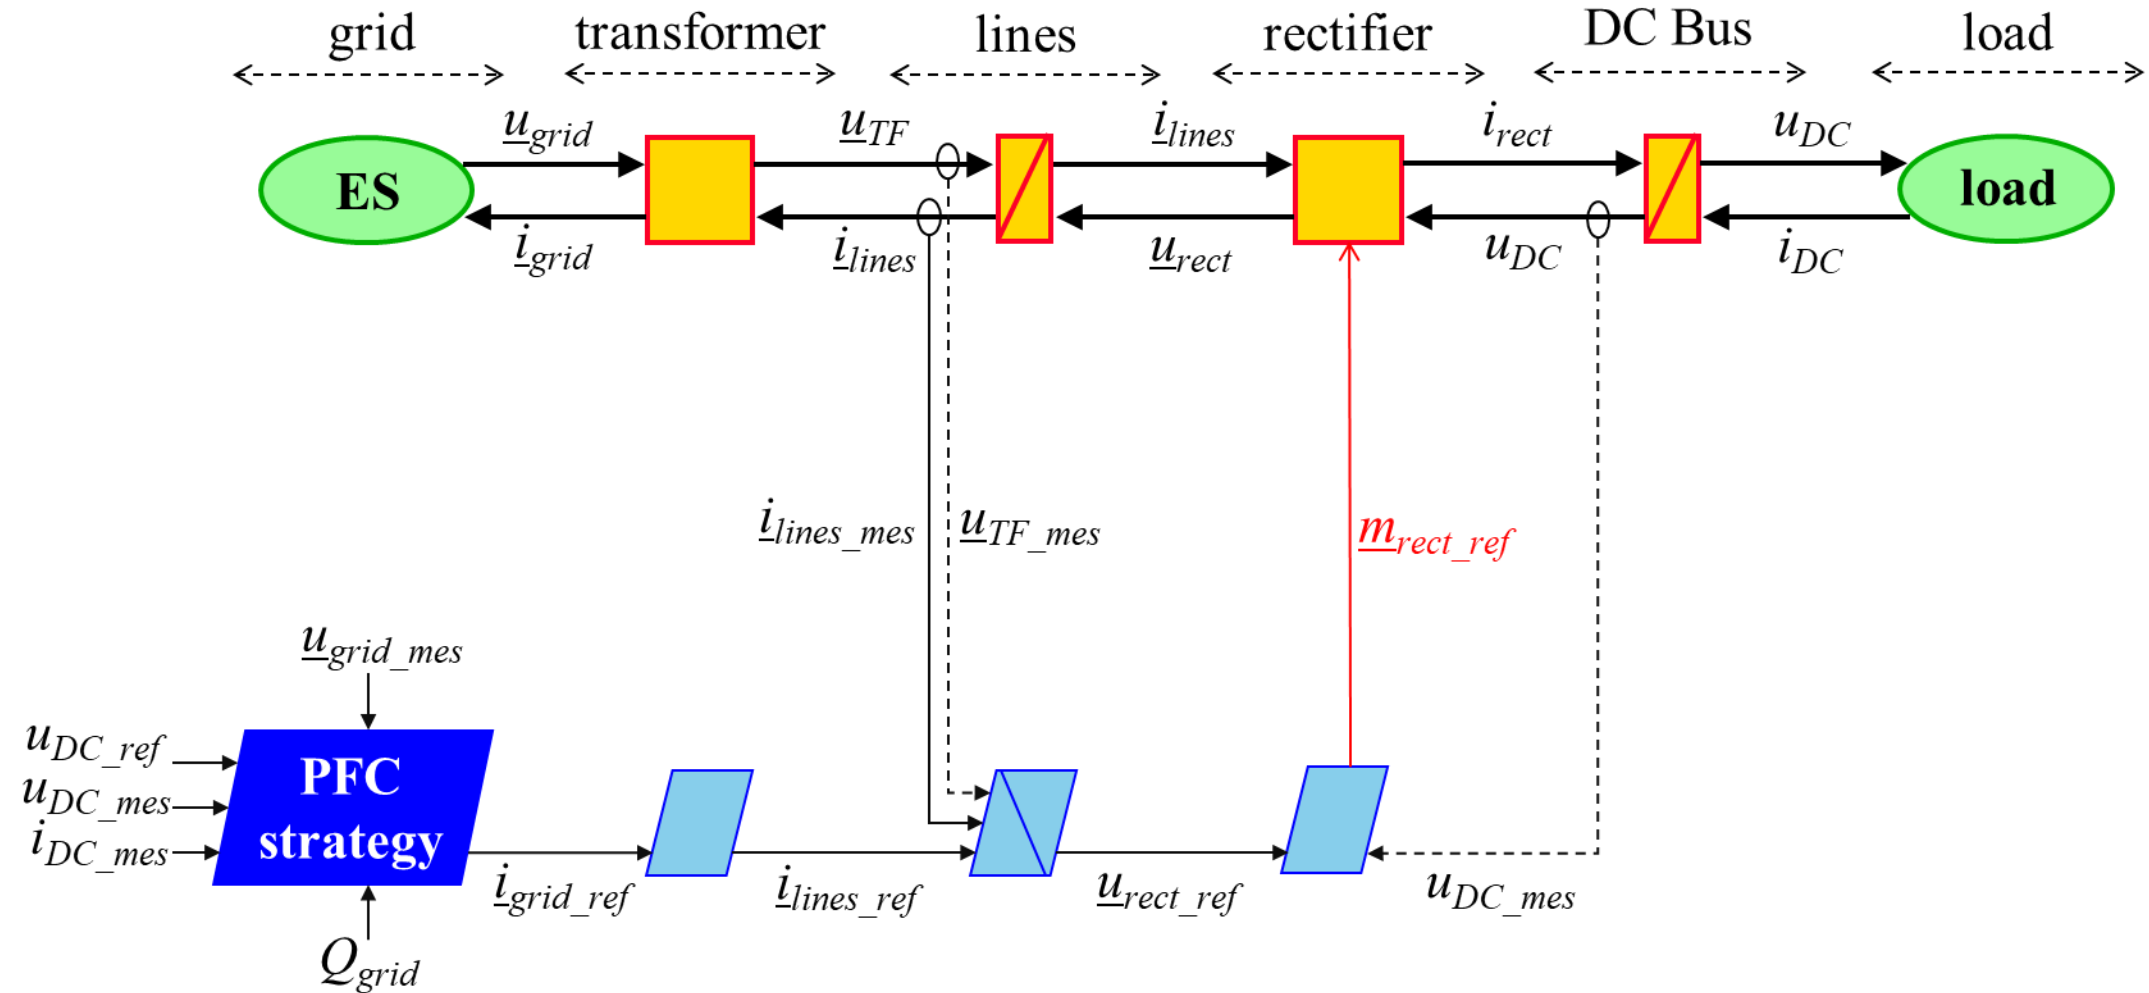 grid transformer lines rectifier DC Bus load
u_grid u_TF i_lines i_rect u_DC
ES load
i_grid i_lines u_rect u_DC i_DC
i_lines_mes u_TF_mes m_rect_ref
u_grid_mes
u_DC_ref
PFC
u_DC_mes
strategy
i_DC_mes
i_grid_ref i_lines_ref u_rect_ref u_DC_mes
Q_grid